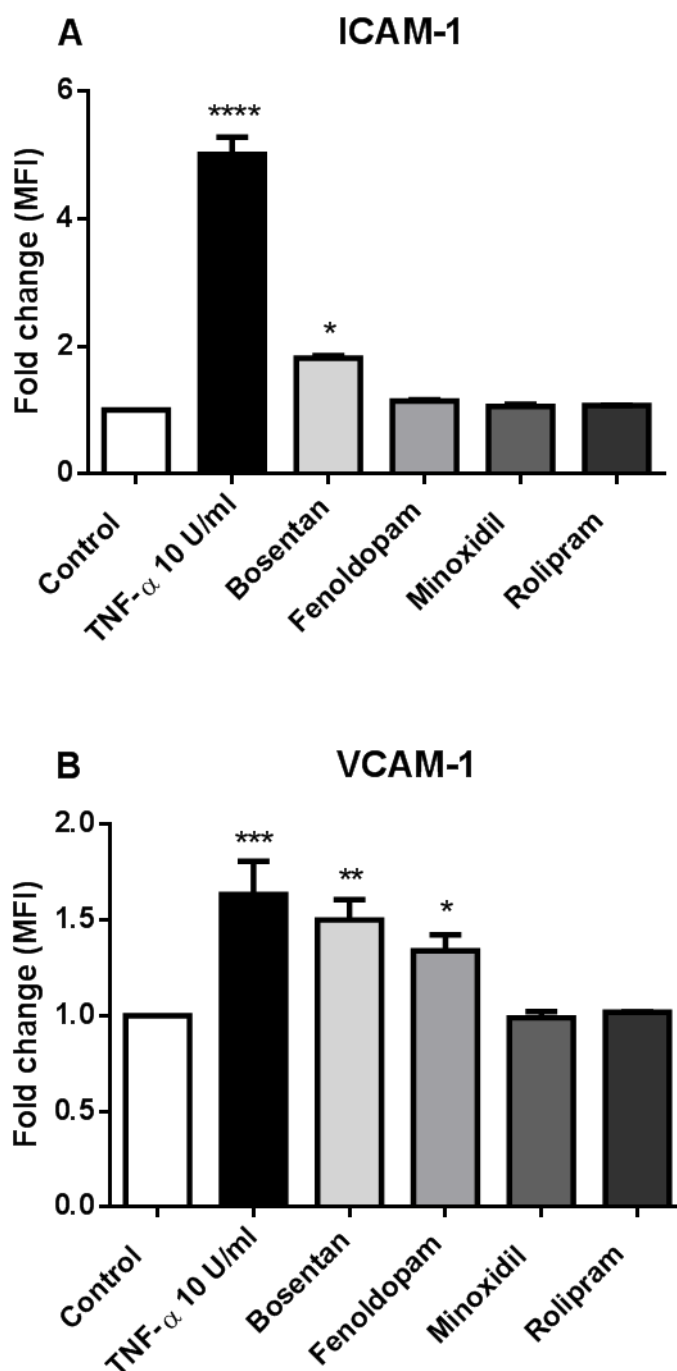 A ICAM-1
Fold change (MFI)
6
4
2
0
****
*
Control
TNF-α 10 U/ml
Bosentan
Fenoldopam
Minoxidil
Rolipram
B VCAM-1
Fold change (MFI)
2.0
1.5
1.0
0.5
0.0
***
**
*
Control
TNF-α 10 U/ml
Bosentan
Fenoldopam
Minoxidil
Rolipram